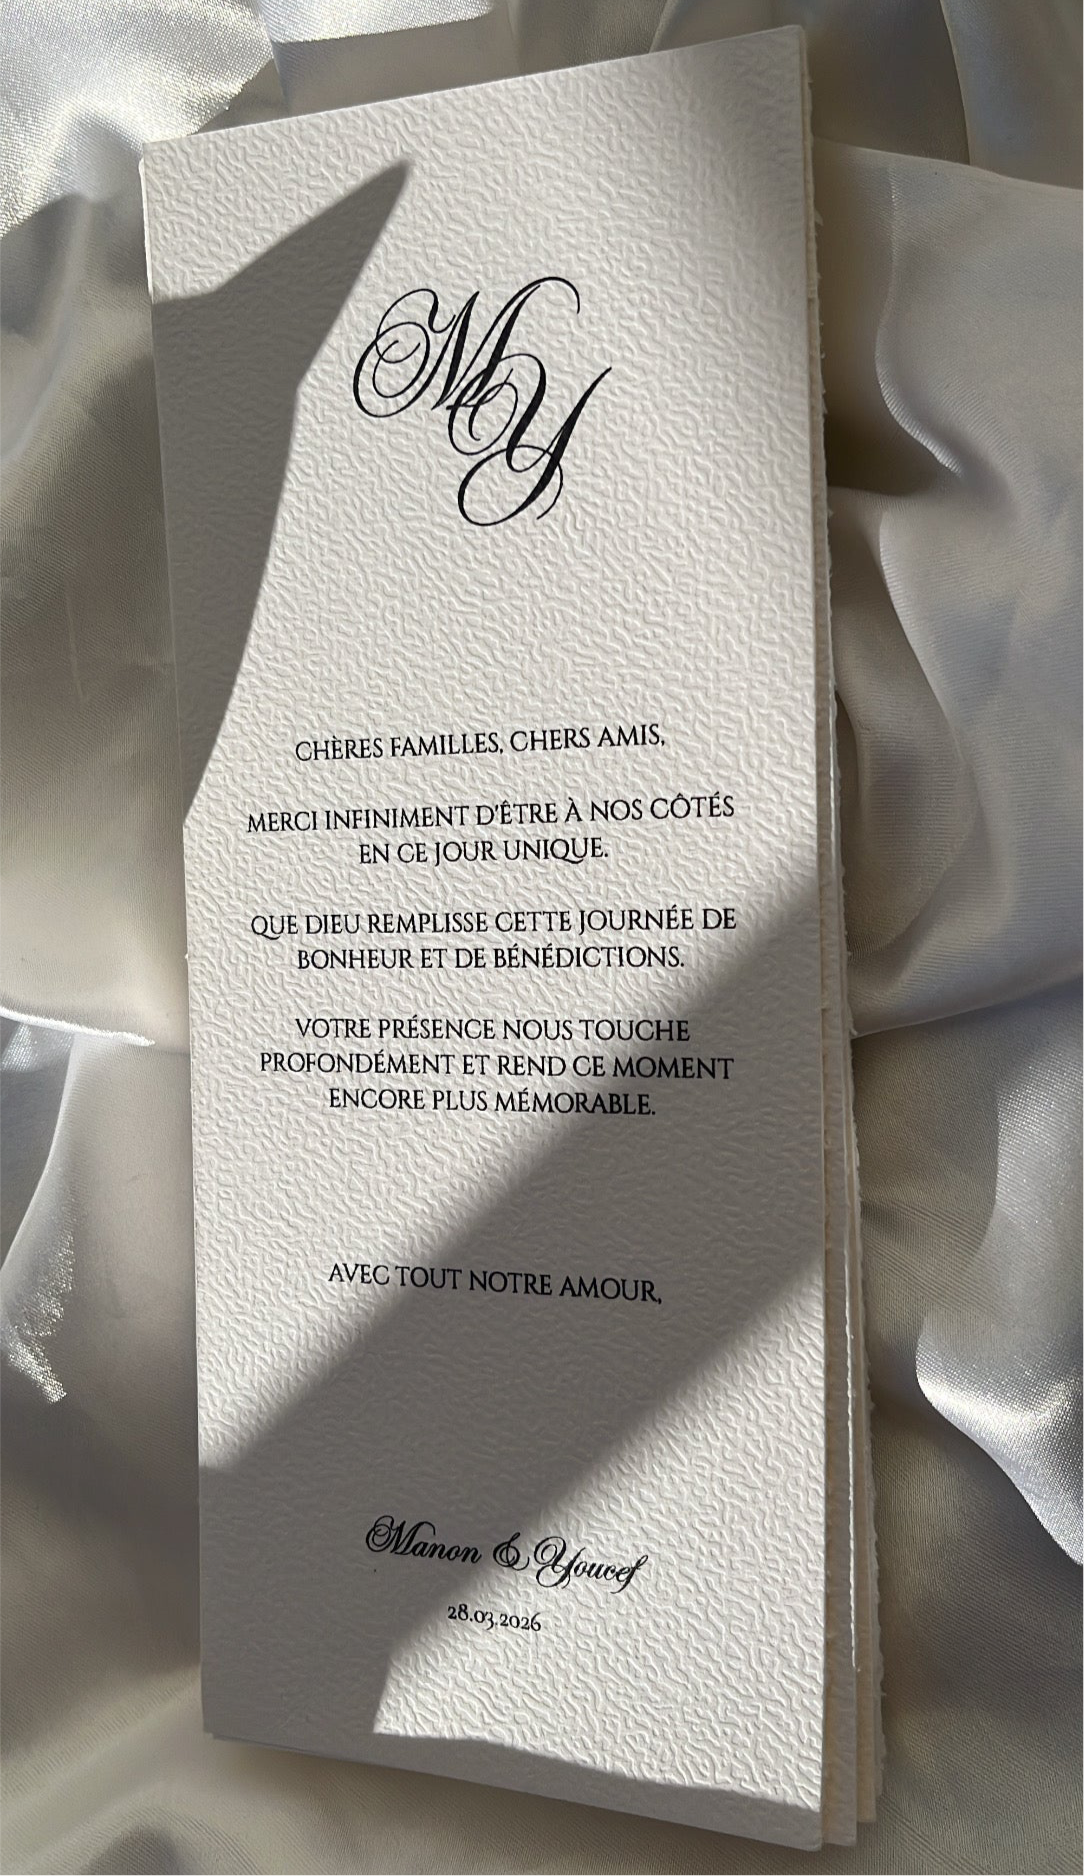 MY
CHÈRES FAMILLES, CHERS AMIS,
MERCI INFINIMENT D'ÊTRE À NOS CÔTÉS
EN CE JOUR UNIQUE.
QUE DIEU REMPLISSE CETTE JOURNÉE DE
BONHEUR ET DE BÉNÉDICTIONS.
VOTRE PRÉSENCE NOUS TOUCHE
PROFONDÉMENT ET REND CE MOMENT
ENCORE PLUS MÉMORABLE.
AVEC TOUT NOTRE AMOUR,
Manon & Youcef
28.03.2026